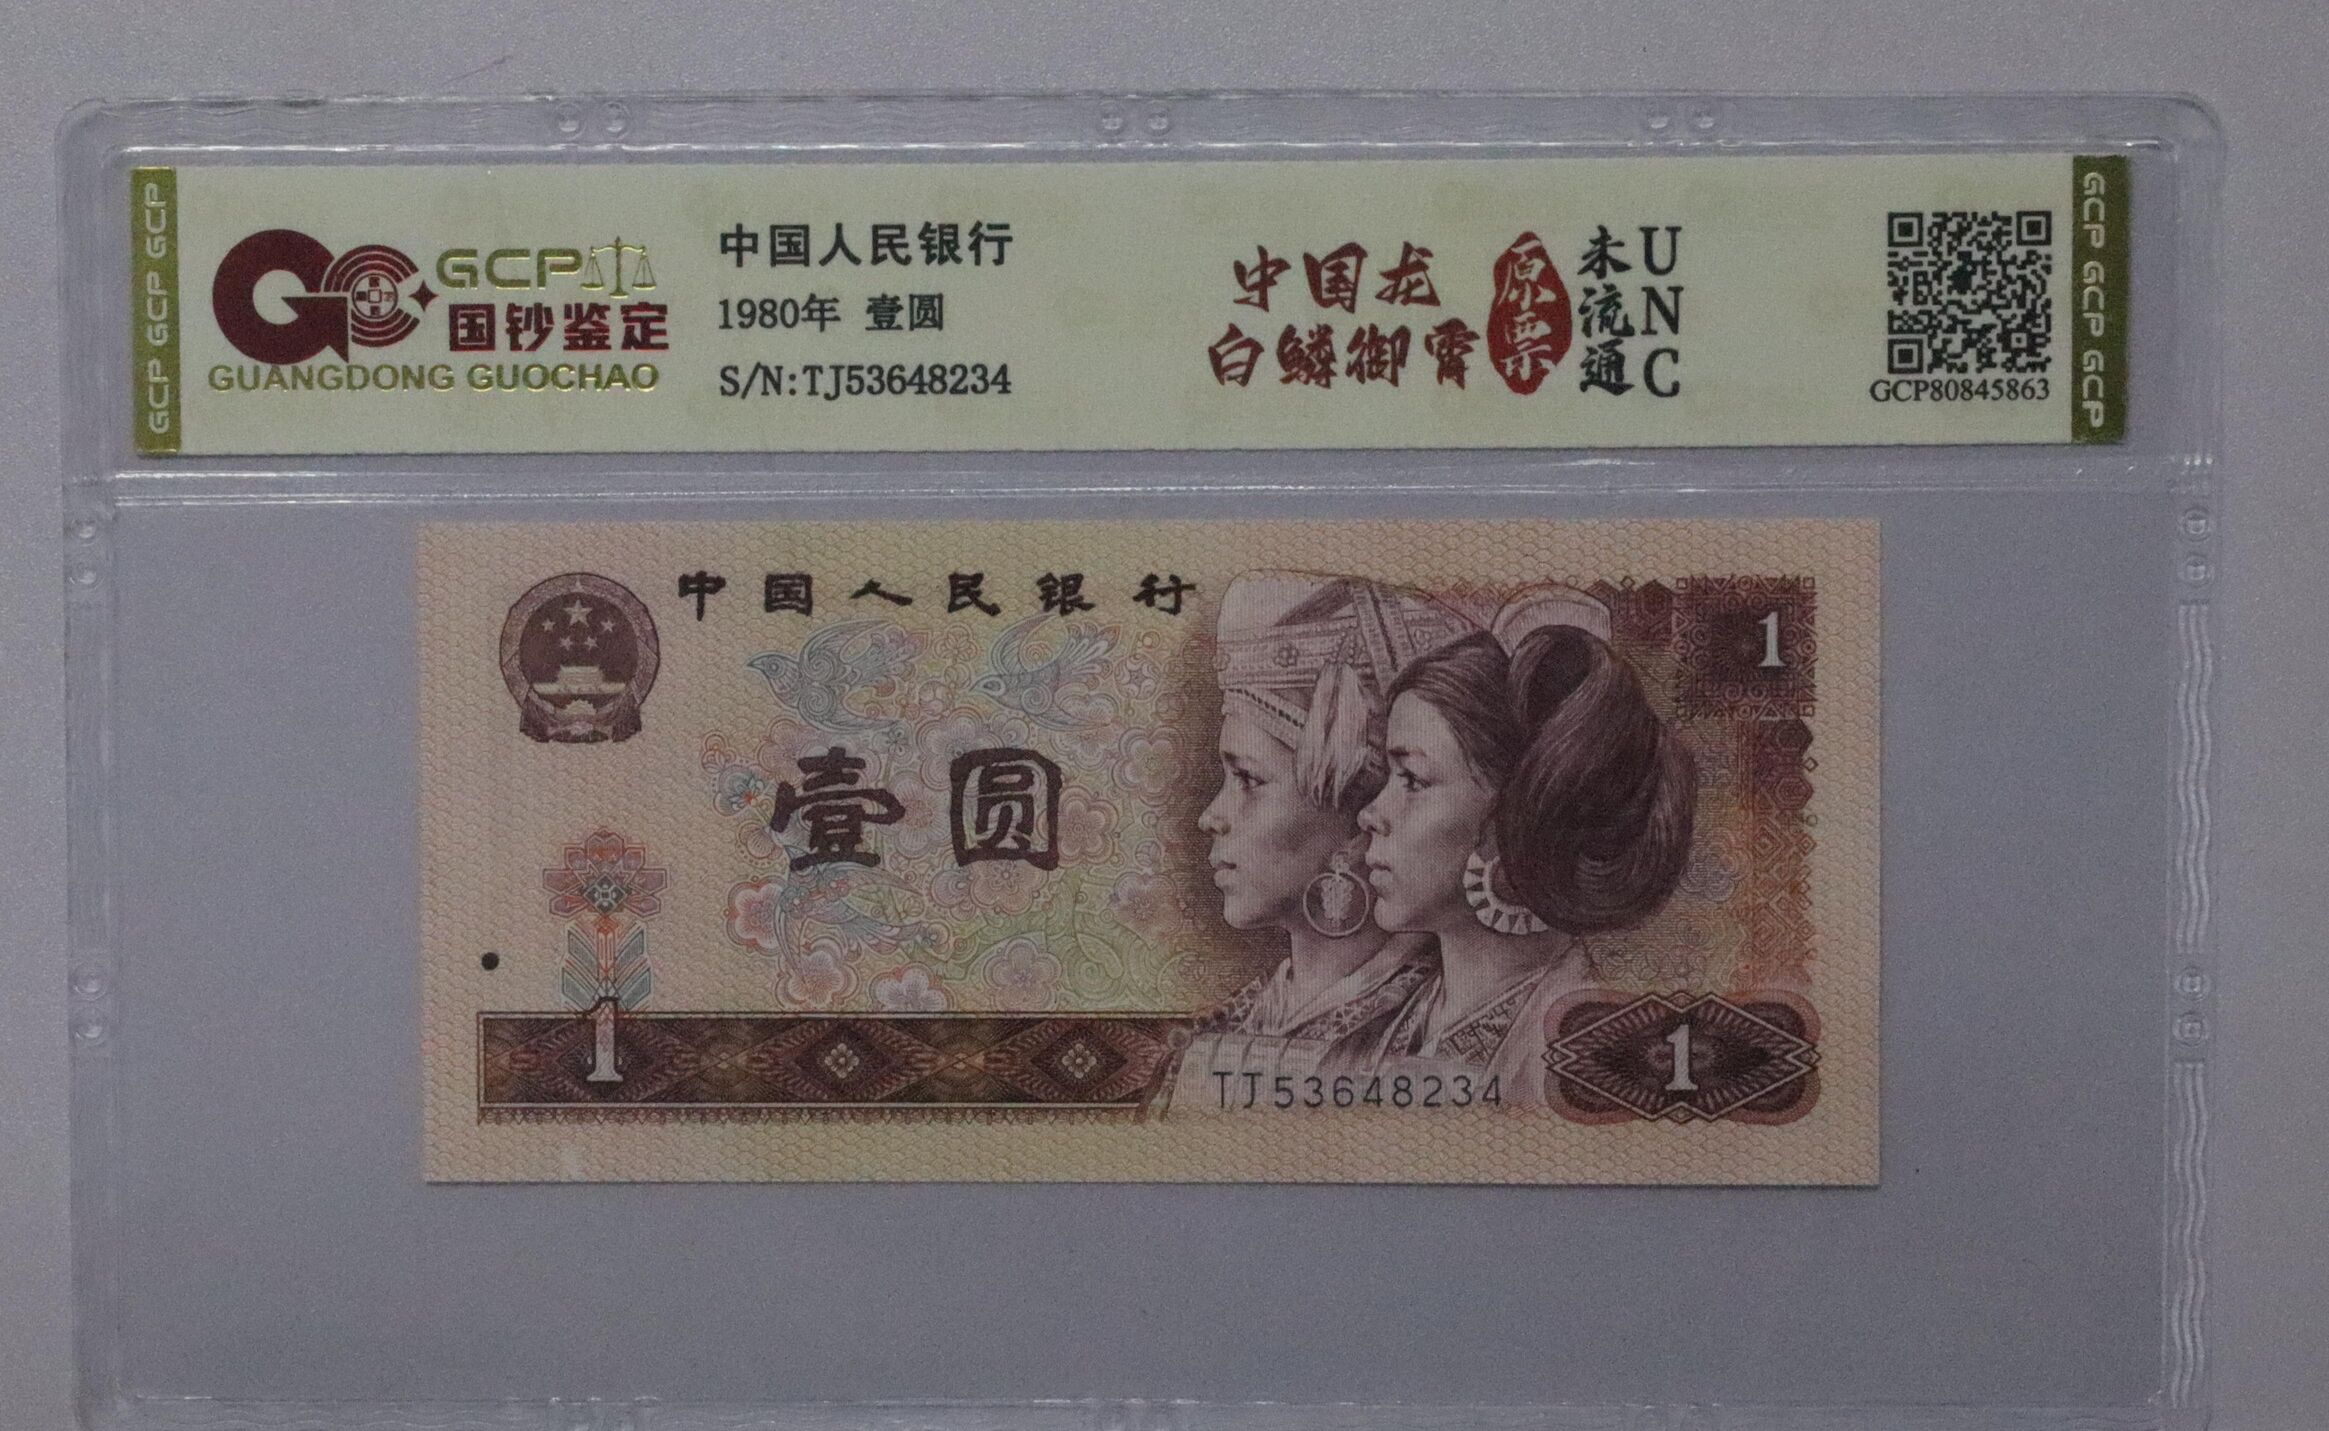 GCP GCP GCP
GCP
国钞鉴定
GUANGDONG GUOCHAO
中国人民银行
1980年 壹圆
S/N:TJ53648234
中国龙
白鳟御霄
原票
未流通
UNC
GCP80845863
GCP GCP GCP
中国人民银行
1
壹圆
1
1
TJ53648234